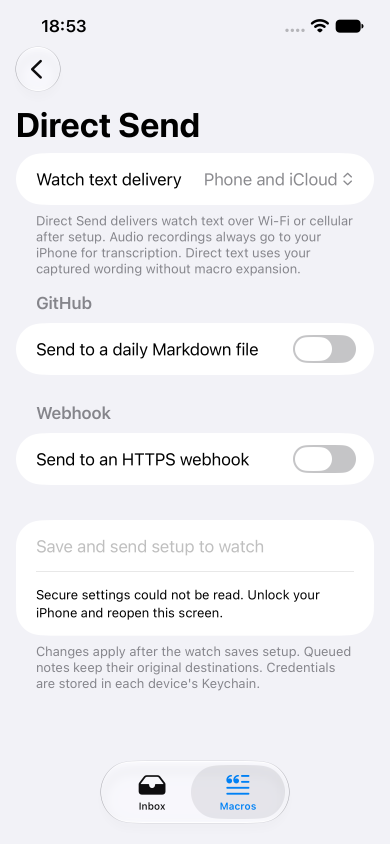 18:53
Direct Send
Watch text delivery
Phone and iCloud
Direct Send delivers watch text over Wi-Fi or cellular
after setup. Audio recordings always go to your
iPhone for transcription. Direct text uses your
captured wording without macro expansion.
GitHub
Send to a daily Markdown file
Webhook
Send to an HTTPS webhook
Save and send setup to watch
Secure settings could not be read. Unlock your
iPhone and reopen this screen.
Changes apply after the watch saves setup. Queued
notes keep their original destinations. Credentials
are stored in each device's Keychain.
Inbox
Macros